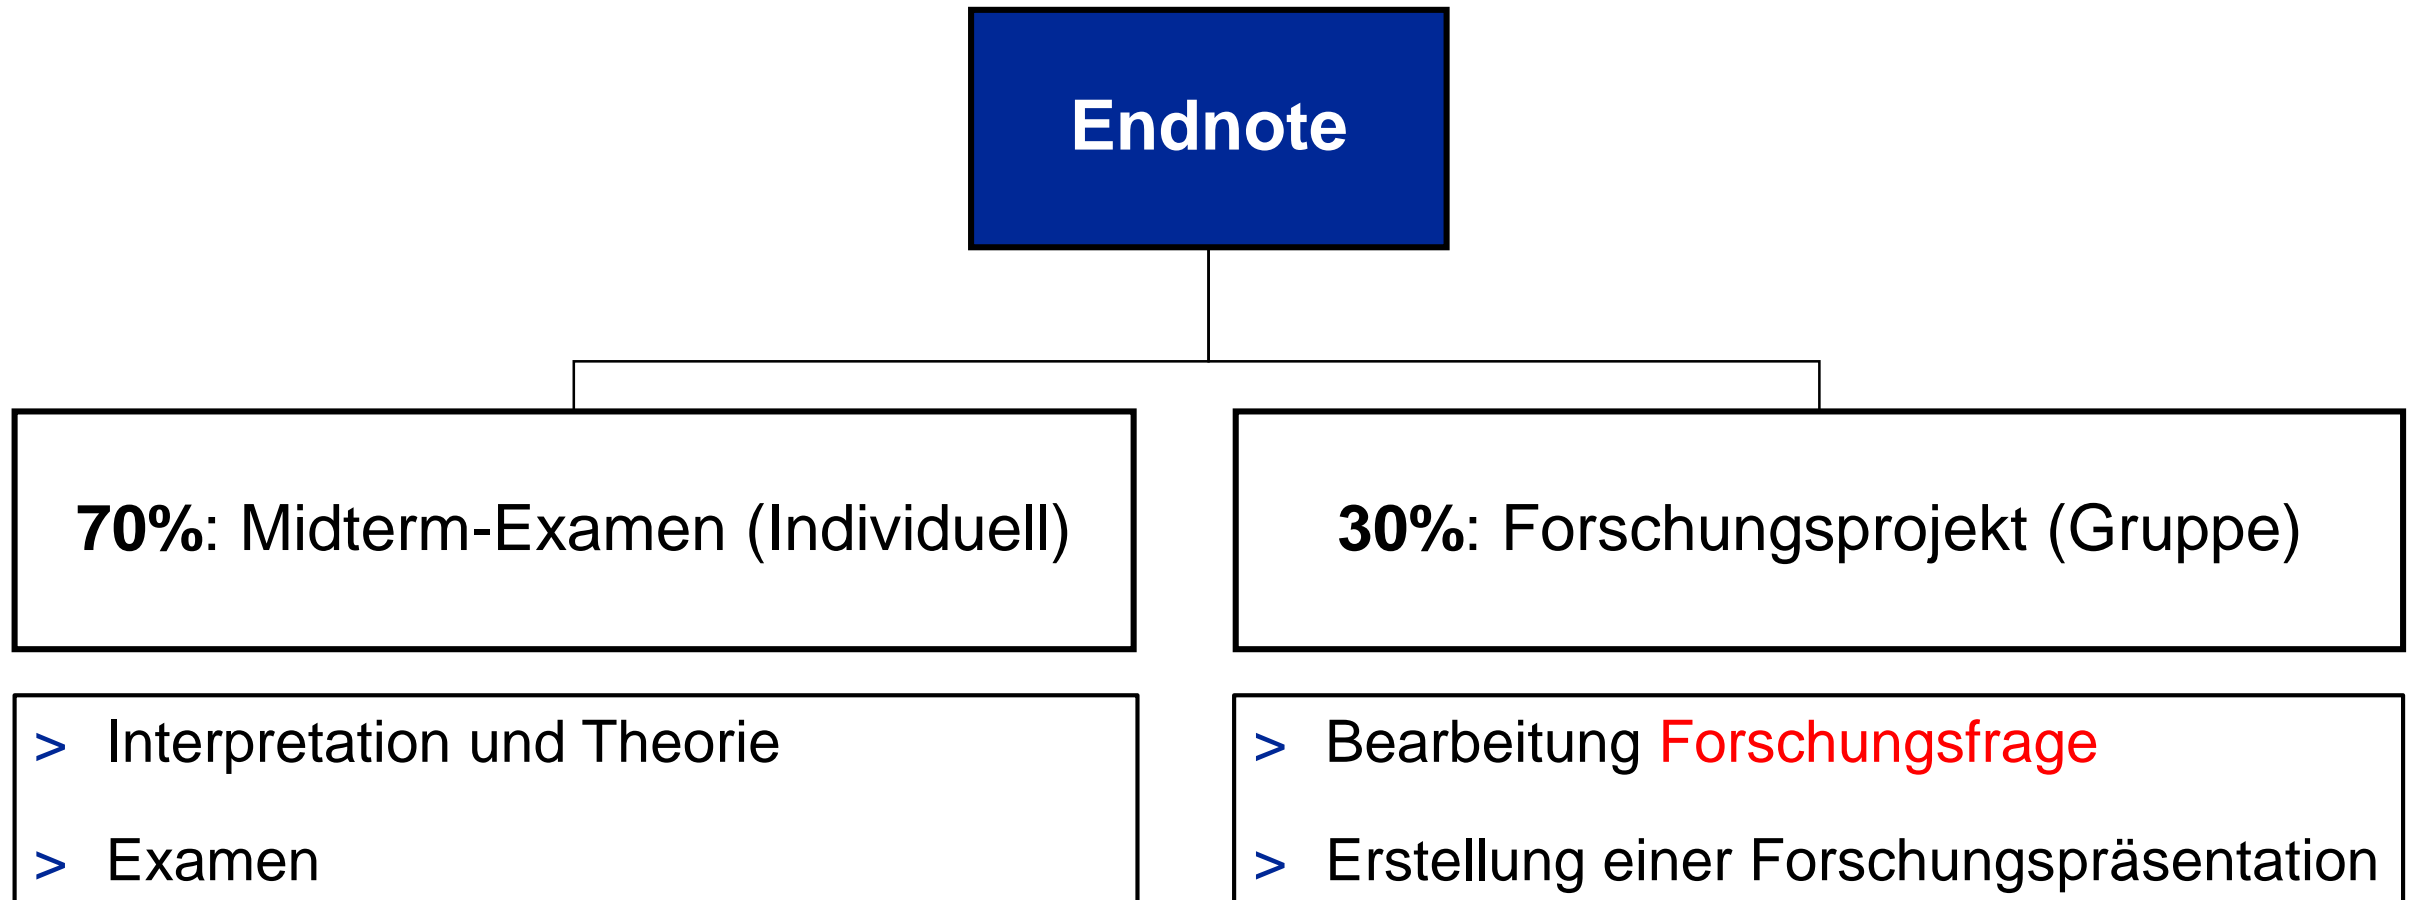 Endnote
70%: Midterm-Examen (Individuell)
30%: Forschungsprojekt (Gruppe)
> Interpretation und Theorie
> Examen
> Bearbeitung Forschungsfrage
> Erstellung einer Forschungspräsentation